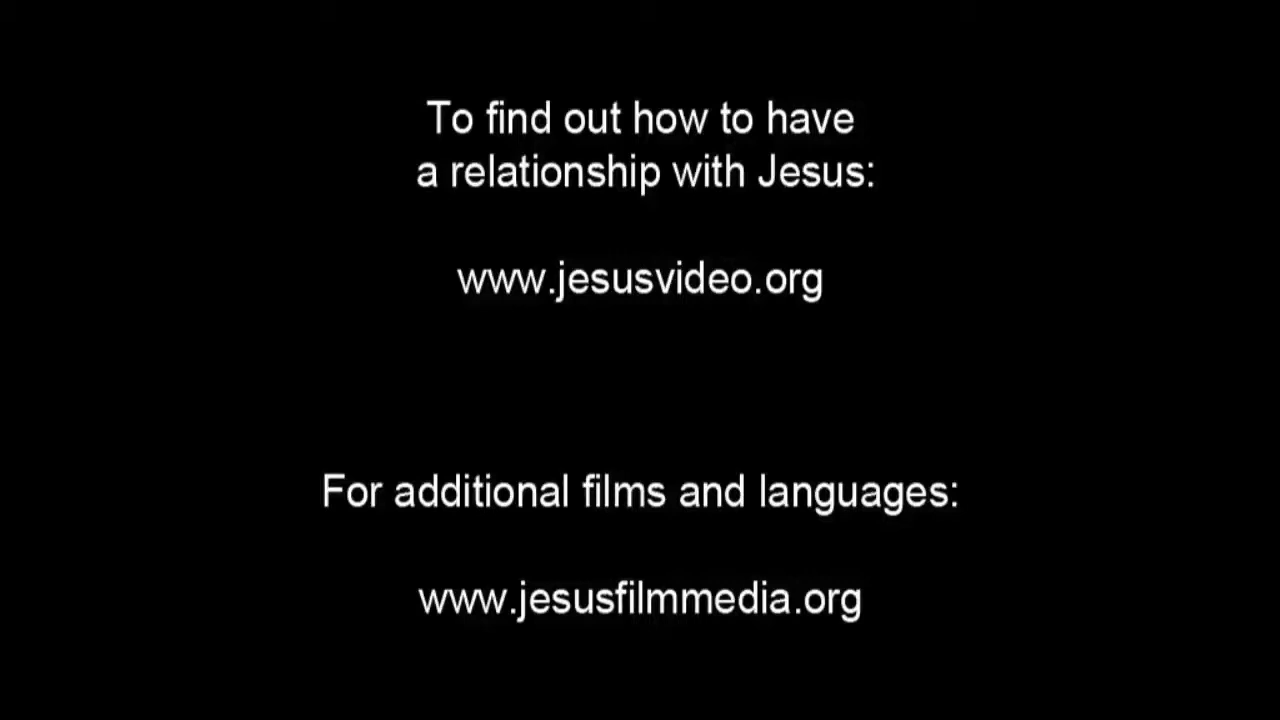 To find out how to have
a relationship with Jesus:
www.jesusvideo.org
For additional films and languages:
www.jesusfilmmedia.org